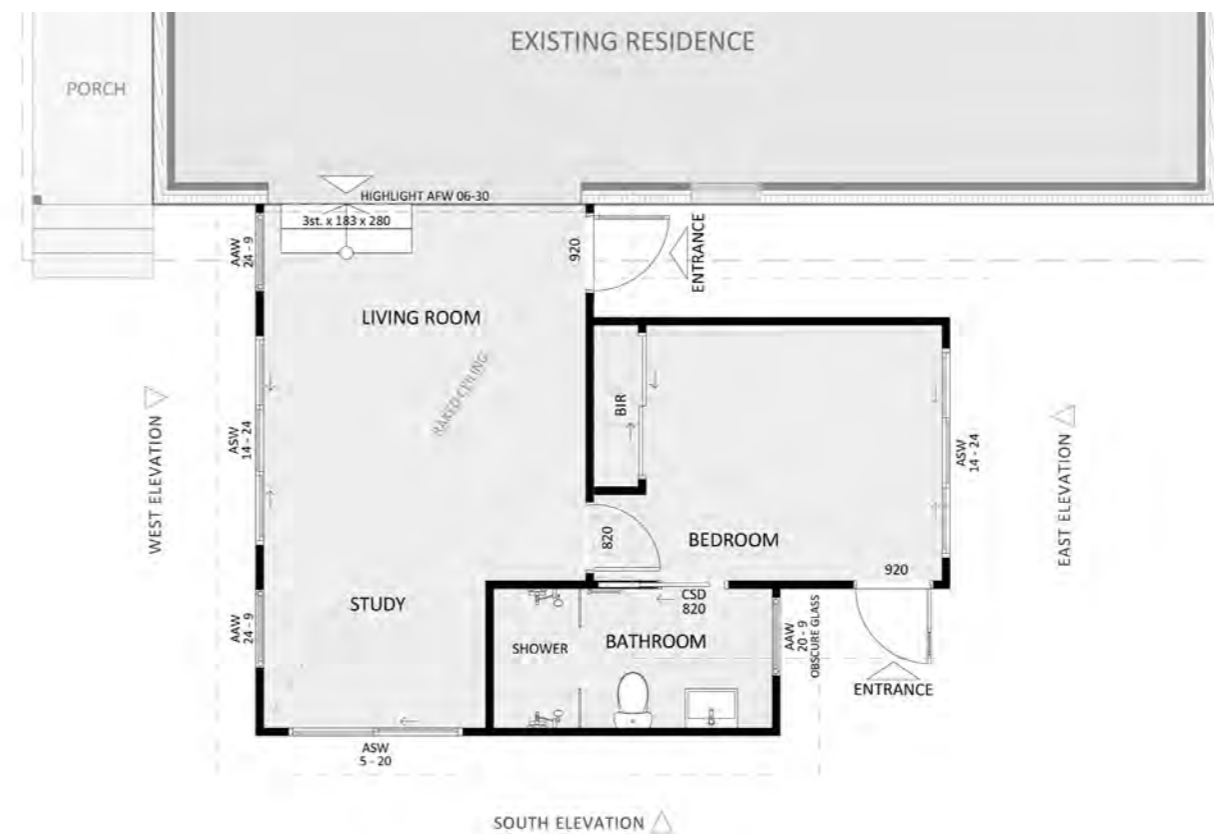 EXISTING RESIDENCE
PORCH
HIGHLIGHT AFW 06-30
3st. x 183 x 280
AAW
24 - 9
920
ENTRANCE
LIVING ROOM
RAKED CEILING
BIR
WEST ELEVATION
ASW
14 - 24
ASW
14 - 24
EAST ELEVATION
820
BEDROOM
920
STUDY
AAW
24 - 9
CSD
820
SHOWER
BATHROOM
AAW
20 - 9
OBSCURE GLASS
ENTRANCE
ASW
5 - 20
SOUTH ELEVATION